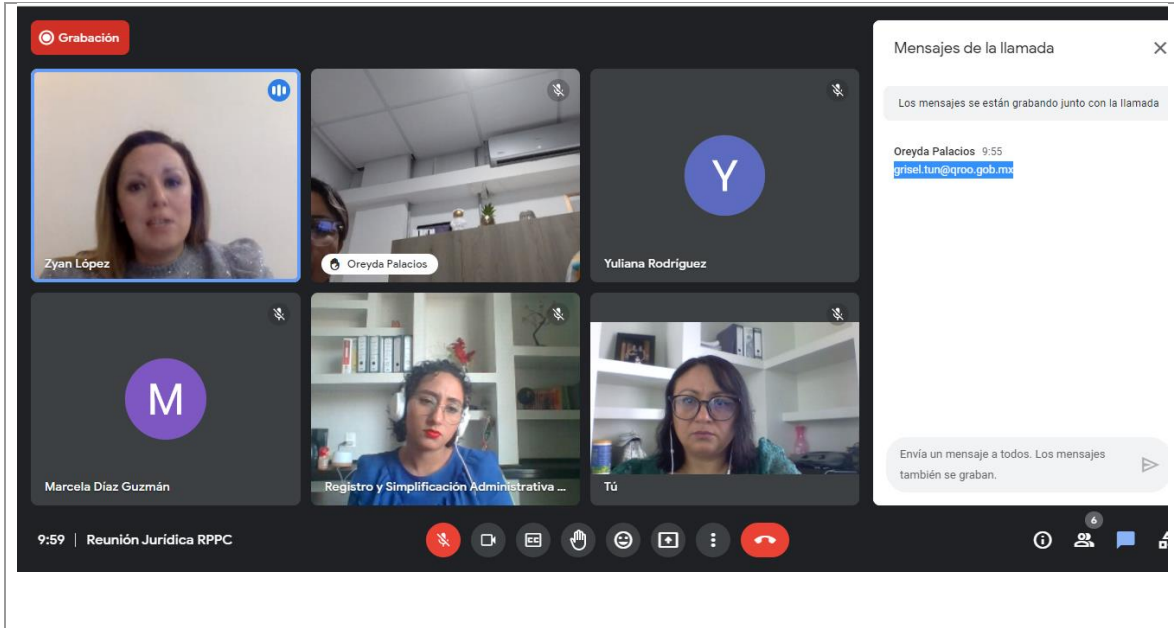 Grabación
Zyan López
Oreyda Palacios
Y
Yuliana Rodríguez
M
Marcela Díaz Guzmán
Registro y Simplificación Administrativa ...
Tú
9:59 | Reunión Jurídica RPPC
6
Mensajes de la llamada
Los mensajes se están grabando junto con la llamada
Oreyda Palacios 9:55
grisel.tun@qroo.gob.mx
Envía un mensaje a todos. Los mensajes
también se graban.